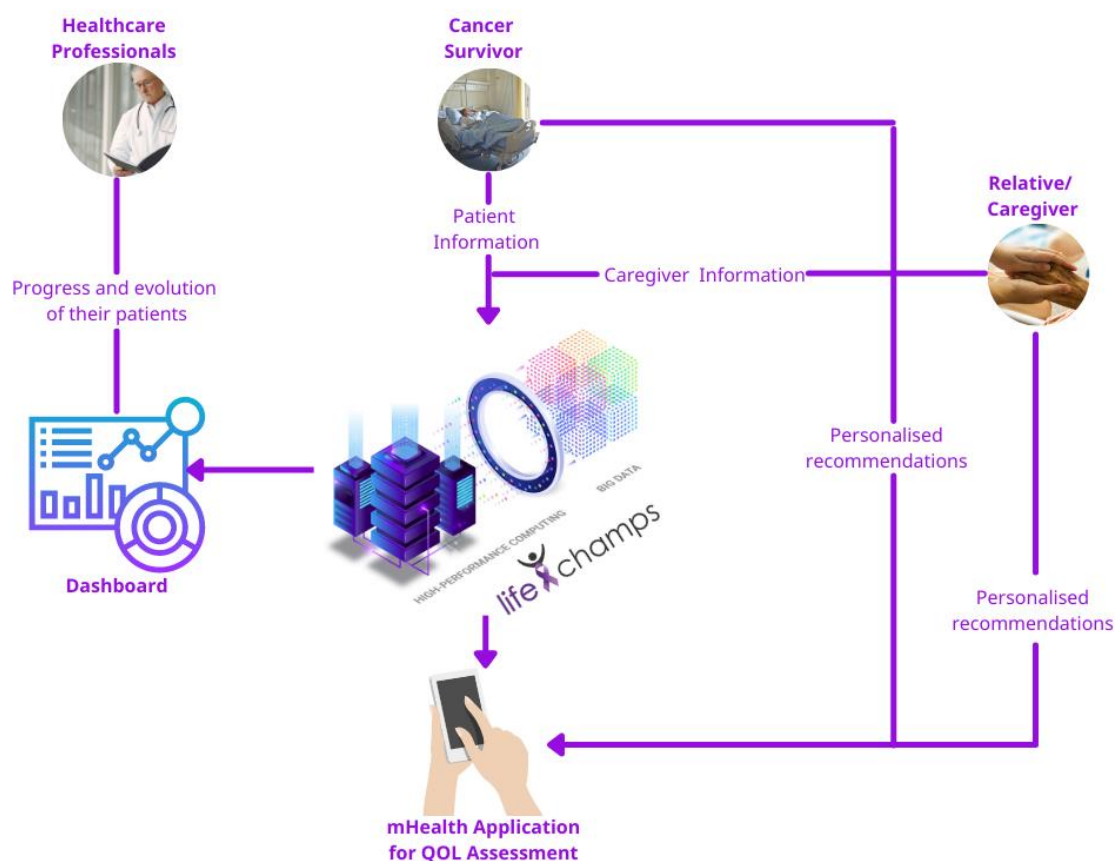 Healthcare
Professionals
Cancer
Survivor
Relative/
Caregiver
Patient
Information
Caregiver Information
Progress and evolution
of their patients
BIG DATA
HIGH-PERFORMANCE COMPUTING
life champs
Personalised
recommendations
Dashboard
Personalised
recommendations
mHealth Application
for QOL Assessment